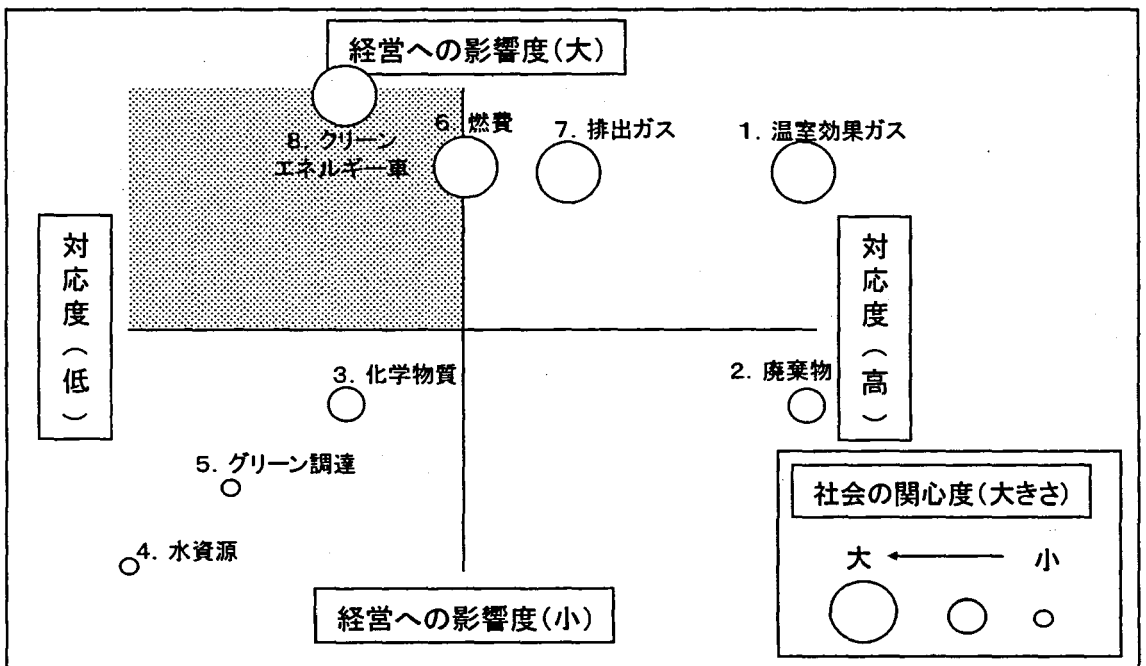 経営への影響度(大)
6. 燃費
7. 排出ガス
1. 温室効果ガス
8. クリーン
エネルギー車
対応度(低)
対応度(高)
3. 化学物質
2. 廃棄物
5. グリーン調達
4. 水資源
経営への影響度(小)
社会の関心度(大きさ)
大 小